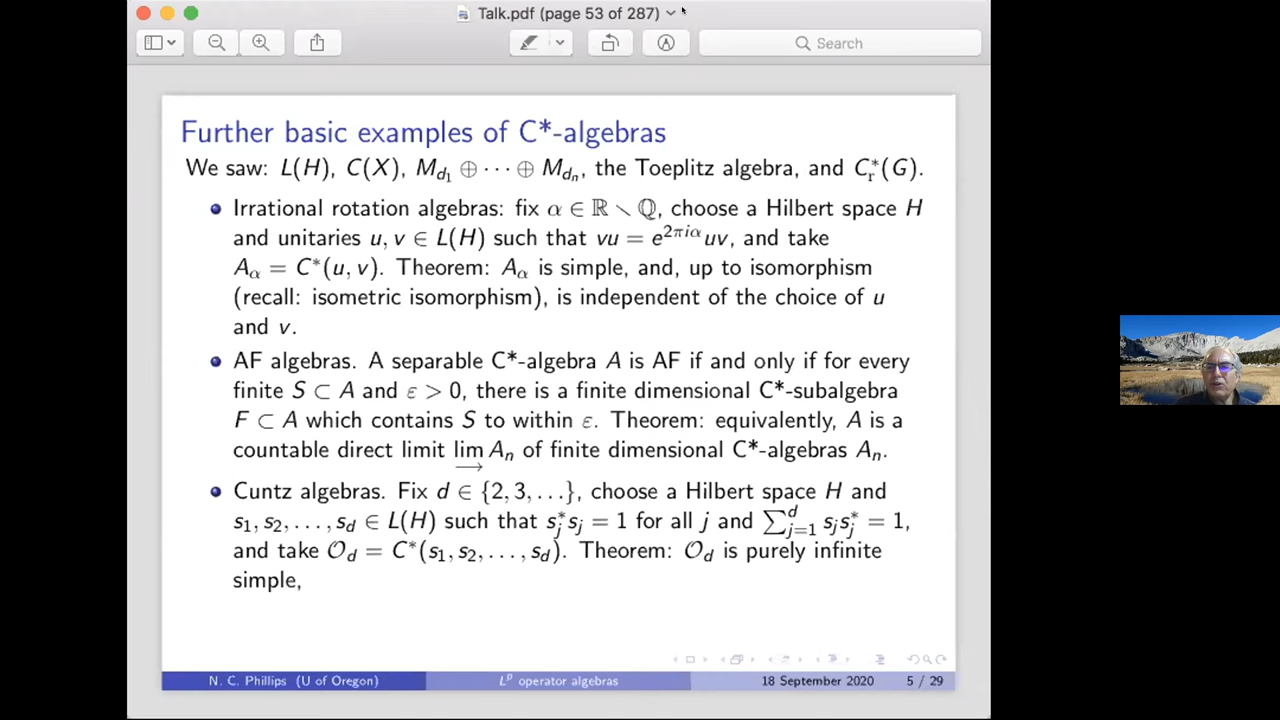 Talk.pdf (page 53 of 287)
Search
Further basic examples of C*-algebras
We saw: L(H), C(X), M_{d_1} ⊕ ··· ⊕ M_{d_n}, the Toeplitz algebra, and C*_r(G).
Irrational rotation algebras: fix α ∈ ℝ ∖ ℚ, choose a Hilbert space H
and unitaries u, v ∈ L(H) such that vu = e^{2πiα}uv, and take
A_α = C*(u, v). Theorem: A_α is simple, and, up to isomorphism
(recall: isometric isomorphism), is independent of the choice of u
and v.
AF algebras. A separable C*-algebra A is AF if and only if for every
finite S ⊂ A and ε > 0, there is a finite dimensional C*-subalgebra
F ⊂ A which contains S to within ε. Theorem: equivalently, A is a
countable direct limit lim→ A_n of finite dimensional C*-algebras A_n.
Cuntz algebras. Fix d ∈ {2, 3, . . .}, choose a Hilbert space H and
s_1, s_2, . . . , s_d ∈ L(H) such that s_j*s_j = 1 for all j and ∑_{j=1}^d s_js_j* = 1,
and take 𝒪_d = C*(s_1, s_2, . . . , s_d). Theorem: 𝒪_d is purely infinite
simple,
N. C. Phillips (U of Oregon)
L^p operator algebras
18 September 2020
5 / 29